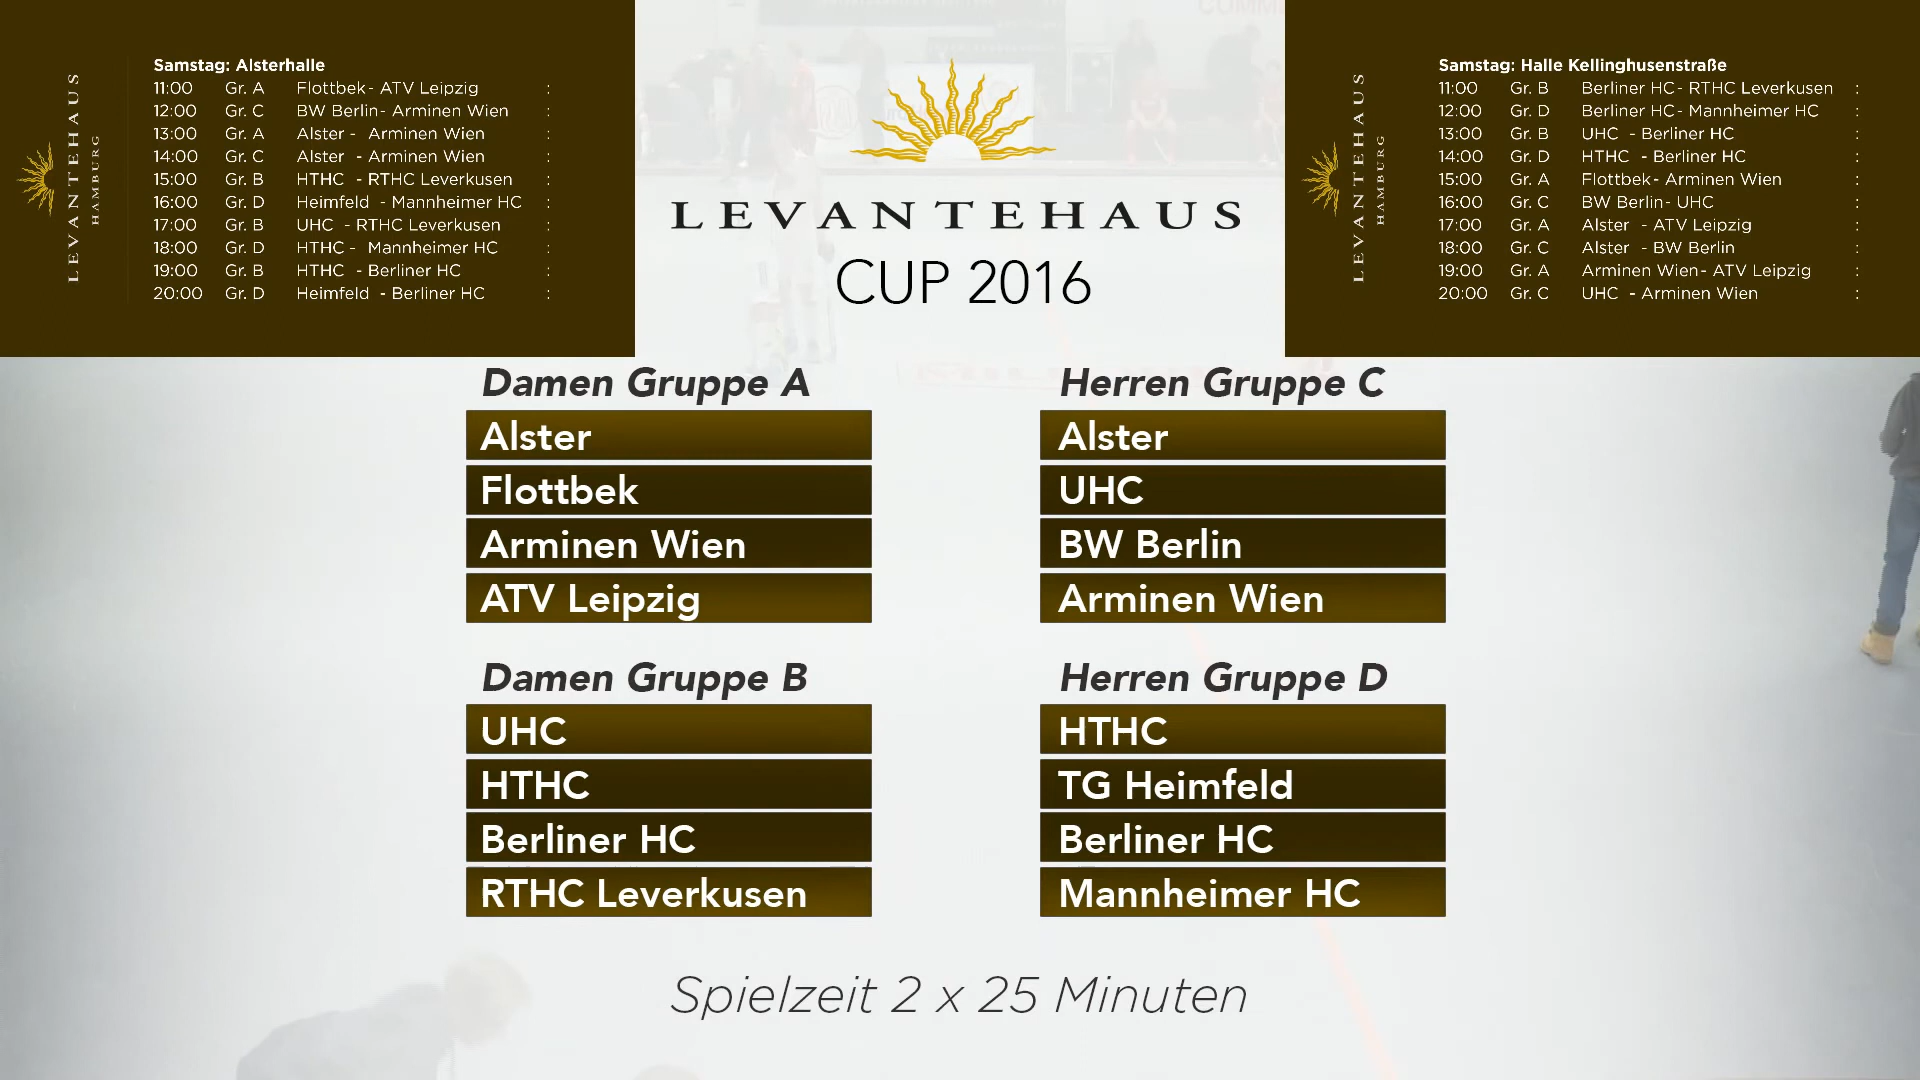 LEVANTEHAUS
HAMBURG
Samstag: Alsterhalle
11:00 Gr. A Flottbek- ATV Leipzig :
12:00 Gr. C BW Berlin- Arminen Wien :
13:00 Gr. A Alster - Arminen Wien :
14:00 Gr. C Alster - Arminen Wien :
15:00 Gr. B HTHC - RTHC Leverkusen :
16:00 Gr. D Heimfeld - Mannheimer HC :
17:00 Gr. B UHC - RTHC Leverkusen :
18:00 Gr. D HTHC - Mannheimer HC :
19:00 Gr. B HTHC - Berliner HC :
20:00 Gr. D Heimfeld - Berliner HC :
LEVANTEHAUS
CUP 2016
LEVANTEHAUS
HAMBURG
Samstag: Halle Kellinghusenstraße
11:00 Gr. B Berliner HC- RTHC Leverkusen :
12:00 Gr. D Berliner HC- Mannheimer HC :
13:00 Gr. B UHC - Berliner HC :
14:00 Gr. D HTHC - Berliner HC :
15:00 Gr. A Flottbek- Arminen Wien :
16:00 Gr. C BW Berlin- UHC :
17:00 Gr. A Alster - ATV Leipzig :
18:00 Gr. C Alster - BW Berlin :
19:00 Gr. A Arminen Wien- ATV Leipzig :
20:00 Gr. C UHC - Arminen Wien :
Damen Gruppe A
Alster
Flottbek
Arminen Wien
ATV Leipzig
Herren Gruppe C
Alster
UHC
BW Berlin
Arminen Wien
Damen Gruppe B
UHC
HTHC
Berliner HC
RTHC Leverkusen
Herren Gruppe D
HTHC
TG Heimfeld
Berliner HC
Mannheimer HC
Spielzeit 2 x 25 Minuten